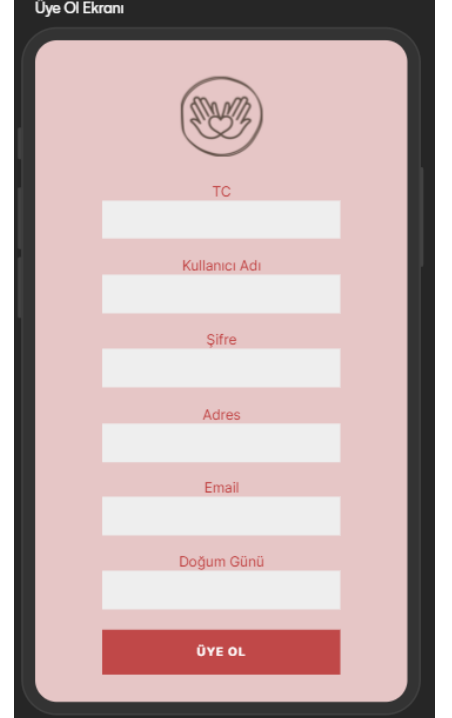 Üye Ol Ekranı
TC
Kullanıcı Adı
Şifre
Adres
Email
Doğum Günü
ÜYE OL